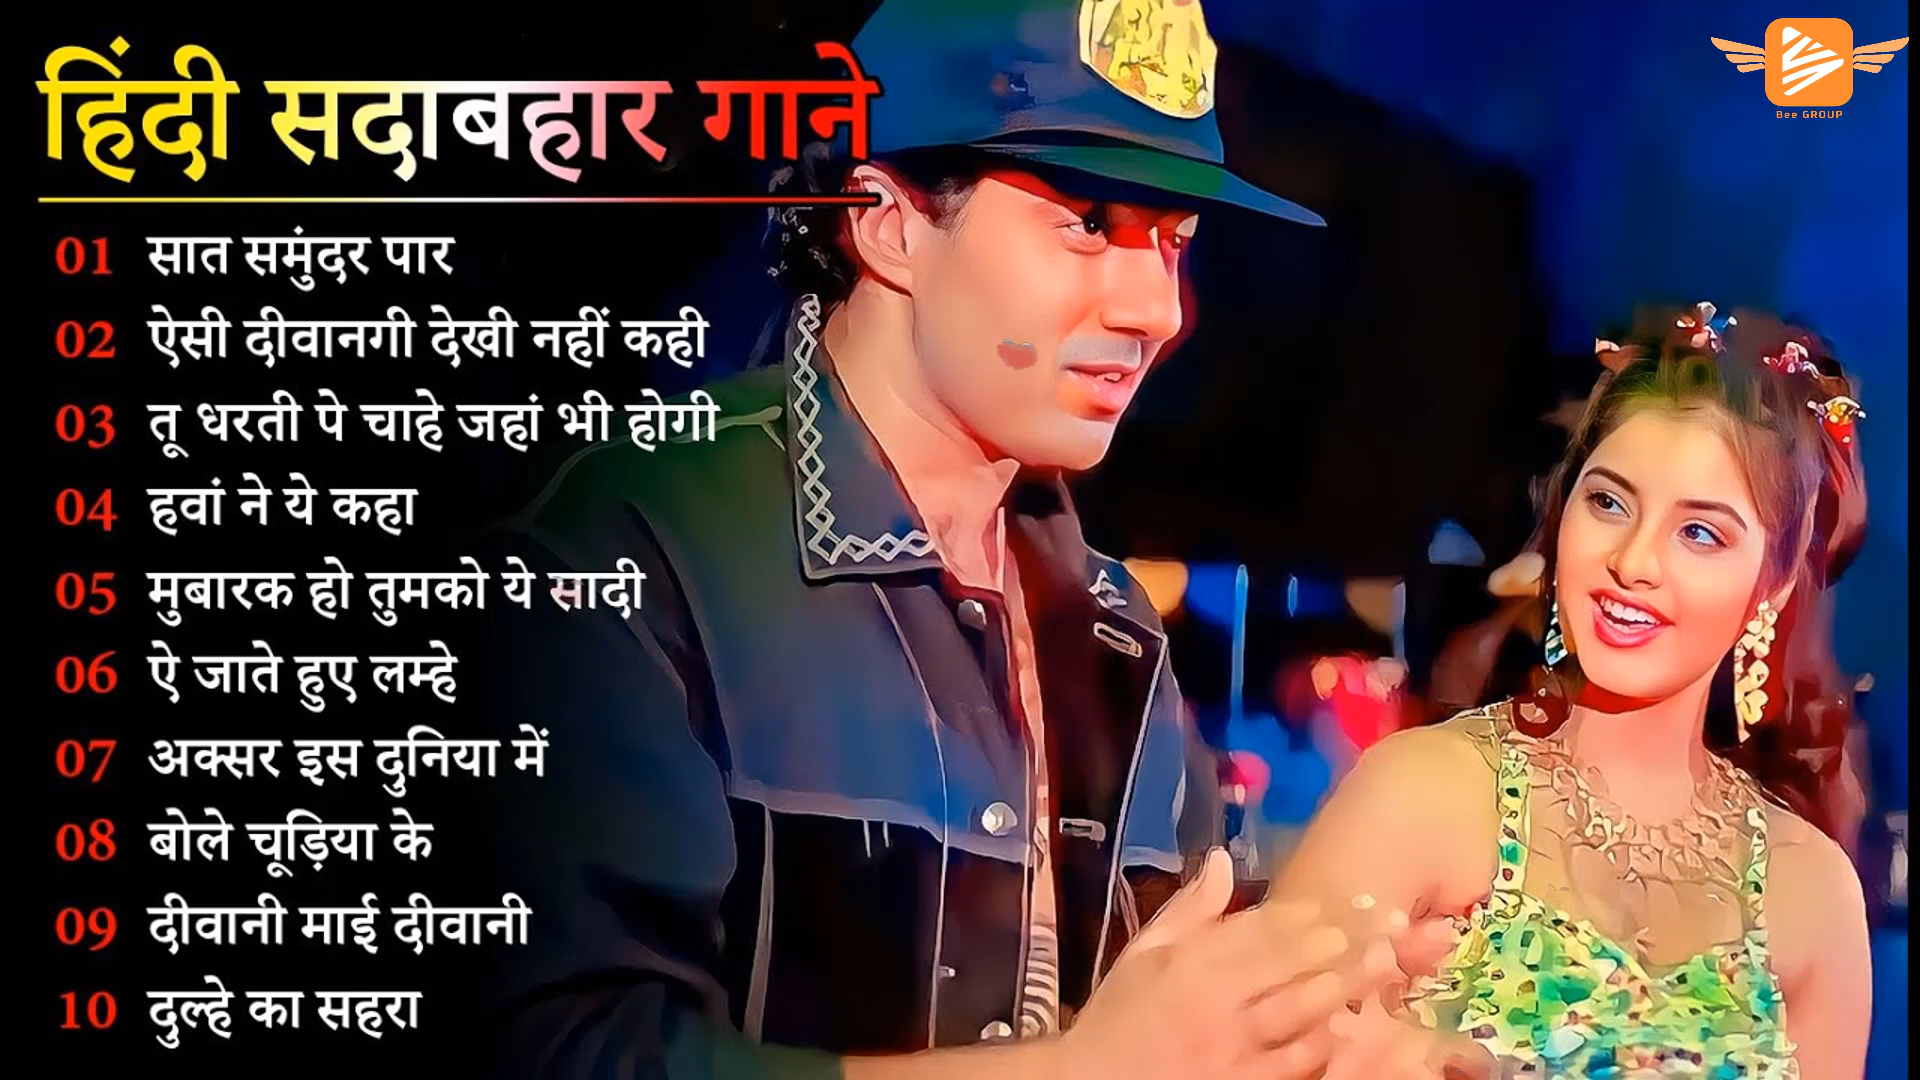 हिंदी सदाबहार गाने
Bee GROUP
01 सात समुंदर पार
02 ऐसी दीवानगी देखी नहीं कही
03 तू धरती पे चाहे जहां भी होगी
04 हवां ने ये कहा
05 मुबारक हो तुमको ये सादी
06 ऐ जाते हुए लम्हे
07 अक्सर इस दुनिया में
08 बोले चूड़िया के
09 दीवानी माई दीवानी
10 दुल्हे का सहरा